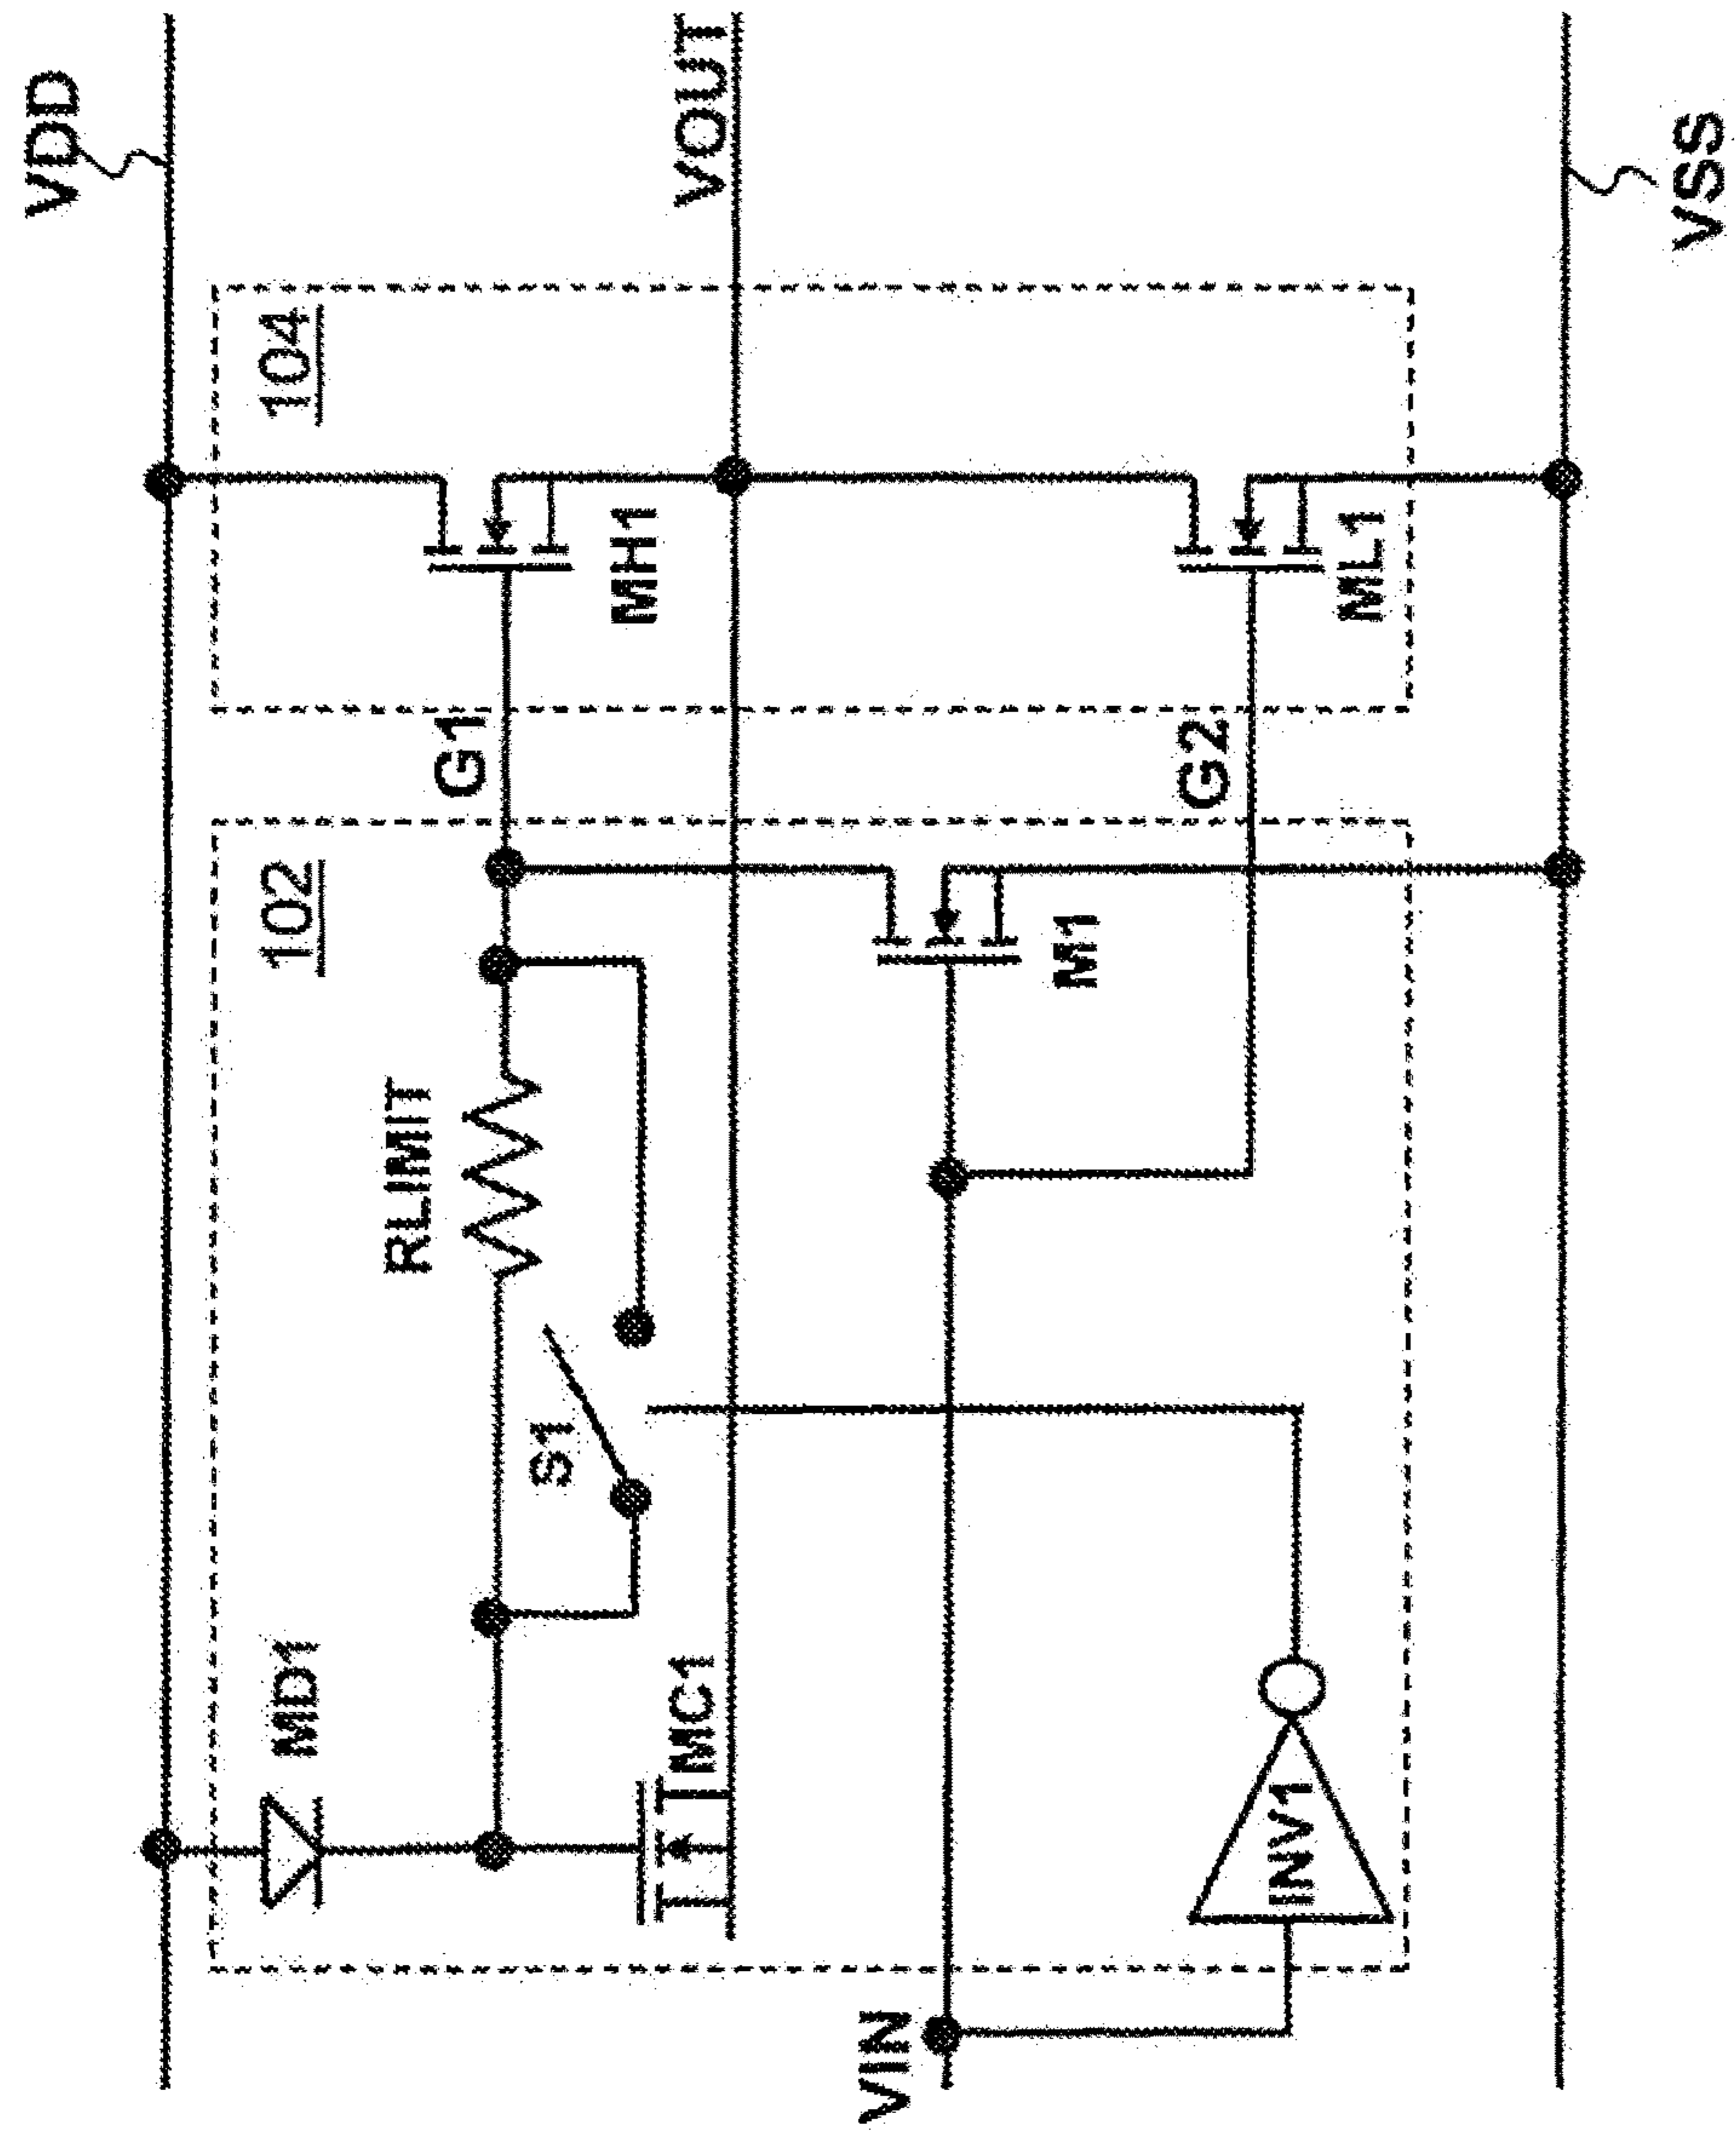 VDD
104
VOUT
MH1
ML1
VSS
G1
G2
102
RLIMIT
M1
S1
MD1
MC1
INV1
VIN